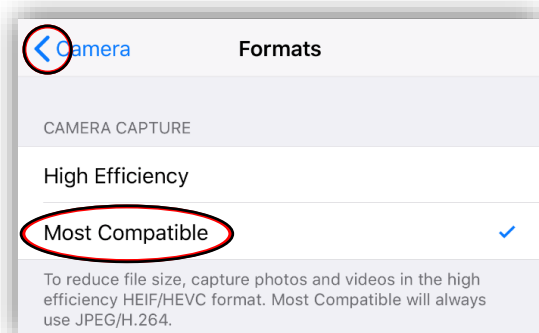 Camera Formats
CAMERA CAPTURE
High Efficiency
Most Compatible
To reduce file size, capture photos and videos in the high
efficiency HEIF/HEVC format. Most Compatible will always
use JPEG/H.264.